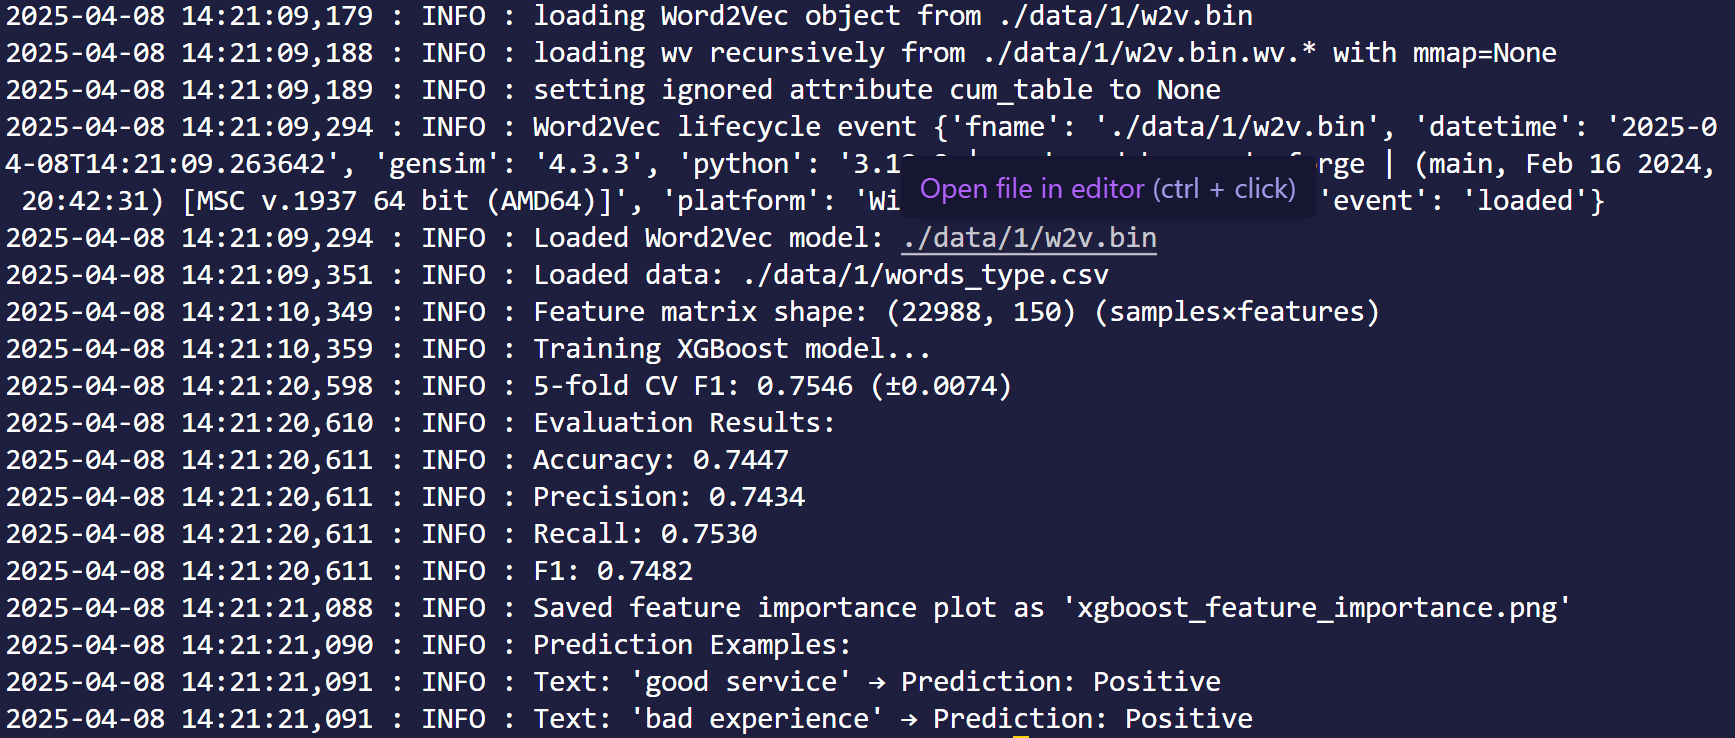 2025-04-08 14:21:09,179 : INFO : loading Word2Vec object from ./data/1/w2v.bin
2025-04-08 14:21:09,188 : INFO : loading wv recursively from ./data/1/w2v.bin.wv.* with mmap=None
2025-04-08 14:21:09,189 : INFO : setting ignored attribute cum_table to None
2025-04-08 14:21:09,294 : INFO : Word2Vec lifecycle event {'fname': './data/1/w2v.bin', 'datetime': '2025-0
4-08T14:21:09.263642', 'gensim': '4.3.3', 'python': '3.1 forge | (main, Feb 16 2024,
Open file in editor (ctrl + click)
20:42:31) [MSC v.1937 64 bit (AMD64)]', 'platform': 'Wi 'event': 'loaded'}
2025-04-08 14:21:09,294 : INFO : Loaded Word2Vec model: ./data/1/w2v.bin
2025-04-08 14:21:09,351 : INFO : Loaded data: ./data/1/words_type.csv
2025-04-08 14:21:10,349 : INFO : Feature matrix shape: (22988, 150) (samples×features)
2025-04-08 14:21:10,359 : INFO : Training XGBoost model...
2025-04-08 14:21:20,598 : INFO : 5-fold CV F1: 0.7546 (±0.0074)
2025-04-08 14:21:20,610 : INFO : Evaluation Results:
2025-04-08 14:21:20,611 : INFO : Accuracy: 0.7447
2025-04-08 14:21:20,611 : INFO : Precision: 0.7434
2025-04-08 14:21:20,611 : INFO : Recall: 0.7530
2025-04-08 14:21:20,611 : INFO : F1: 0.7482
2025-04-08 14:21:21,088 : INFO : Saved feature importance plot as 'xgboost_feature_importance.png'
2025-04-08 14:21:21,090 : INFO : Prediction Examples:
2025-04-08 14:21:21,091 : INFO : Text: 'good service' → Prediction: Positive
2025-04-08 14:21:21,091 : INFO : Text: 'bad experience' → Prediction: Positive